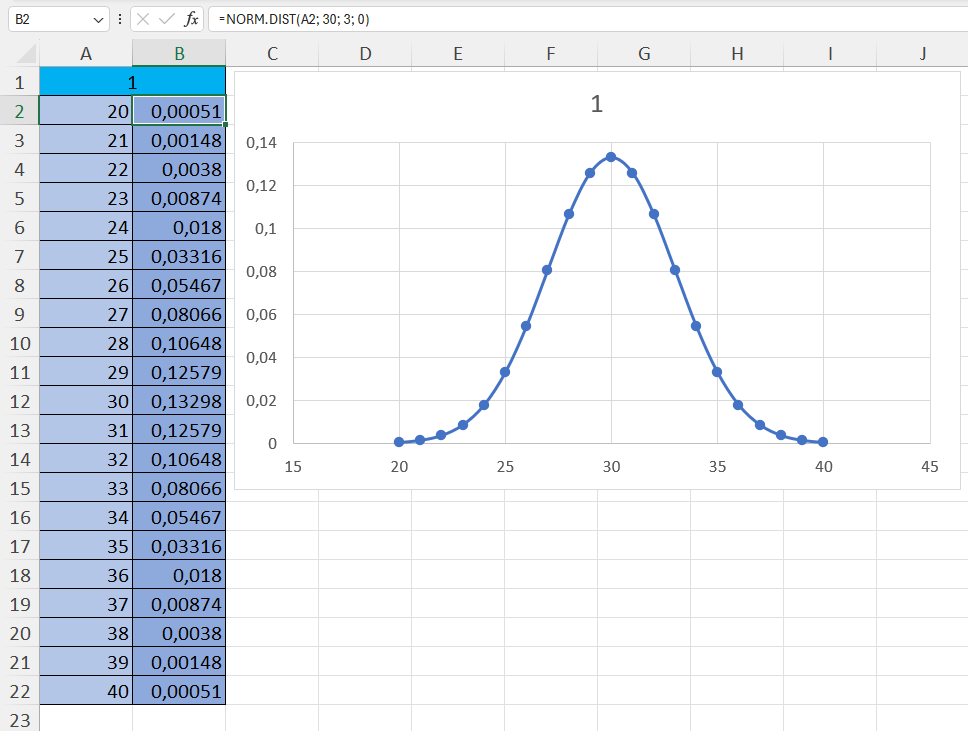 B2 fx =NORM.DIST(A2; 30; 3; 0)
A B C D E F G H I J
1 1
2 20 0,00051
3 21 0,00148
4 22 0,0038
5 23 0,00874
6 24 0,018
7 25 0,03316
8 26 0,05467
9 27 0,08066
10 28 0,10648
11 29 0,12579
12 30 0,13298
13 31 0,12579
14 32 0,10648
15 33 0,08066
16 34 0,05467
17 35 0,03316
18 36 0,018
19 37 0,00874
20 38 0,0038
21 39 0,00148
22 40 0,00051
23
1
0,14
0,12
0,1
0,08
0,06
0,04
0,02
0
15 20 25 30 35 40 45